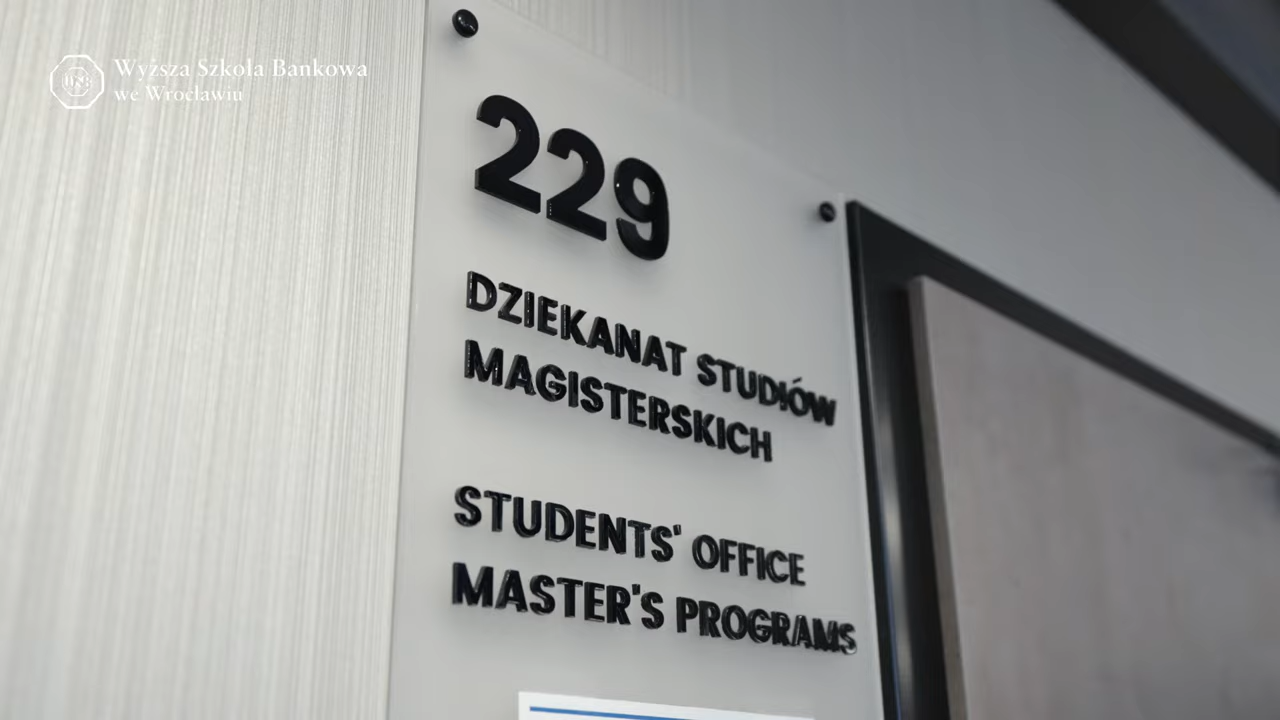 Wyższa Szkoła Bankowa
we Wrocławiu
229
DZIEKANAT STUDIÓW
MAGISTERSKICH
STUDENTS' OFFICE
MASTER'S PROGRAMS